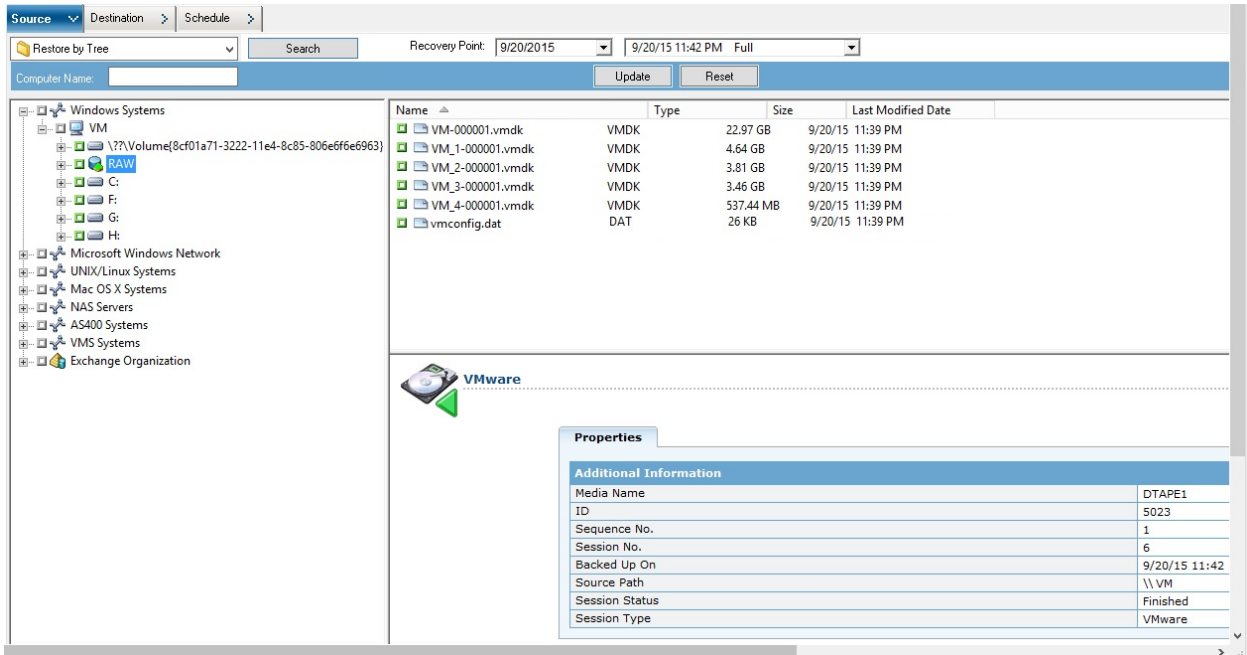 Source Destination Schedule
Restore by Tree Search Recovery Point: 9/20/2015 9/20/15 11:42 PM Full
Computer Name: Update Reset
Windows Systems
VM
\??\Volume{8cf01a71-3222-11e4-8c85-806e6f6e6963}
RAW
C:
F:
G:
H:
Microsoft Windows Network
UNIX/Linux Systems
Mac OS X Systems
NAS Servers
AS400 Systems
VMS Systems
Exchange Organization
Name Type Size Last Modified Date
VM-000001.vmdk VMDK 22.97 GB 9/20/15 11:39 PM
VM_1-000001.vmdk VMDK 4.64 GB 9/20/15 11:39 PM
VM_2-000001.vmdk VMDK 3.81 GB 9/20/15 11:39 PM
VM_3-000001.vmdk VMDK 3.46 GB 9/20/15 11:39 PM
VM_4-000001.vmdk VMDK 537.44 MB 9/20/15 11:39 PM
vmconfig.dat DAT 26 KB 9/20/15 11:39 PM
VMware
Properties
Additional Information
Media Name DTAPE1
ID 5023
Sequence No. 1
Session No. 6
Backed Up On 9/20/15 11:42
Source Path \\ VM
Session Status Finished
Session Type VMware